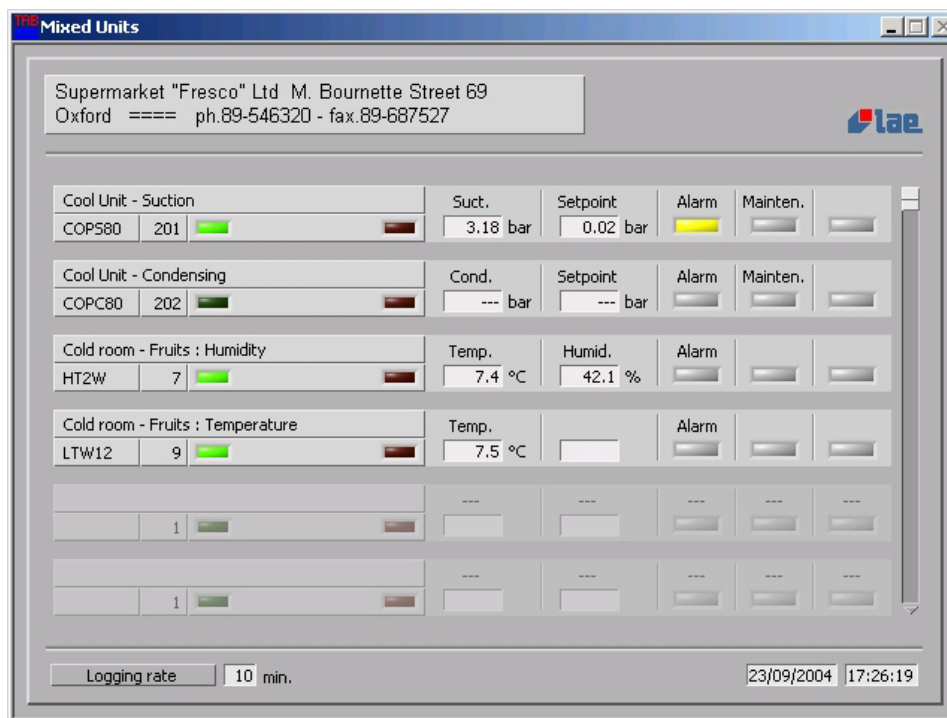 TAB Mixed Units
Supermarket "Fresco" Ltd M. Bournette Street 69
Oxford ==== ph.89-546320 - fax.89-687527
lae
Cool Unit - Suction Suct. Setpoint Alarm Mainten.
COPS80 201 3.18 bar 0.02 bar
Cool Unit - Condensing Cond. Setpoint Alarm Mainten.
COPC80 202 --- bar --- bar
Cold room - Fruits : Humidity Temp. Humid. Alarm
HT2W 7 7.4 °C 42.1 %
Cold room - Fruits : Temperature Temp. Alarm
LTW12 9 7.5 °C
--- --- --- --- ---
1
--- --- --- --- ---
1
Logging rate 10 min. 23/09/2004 17:26:19